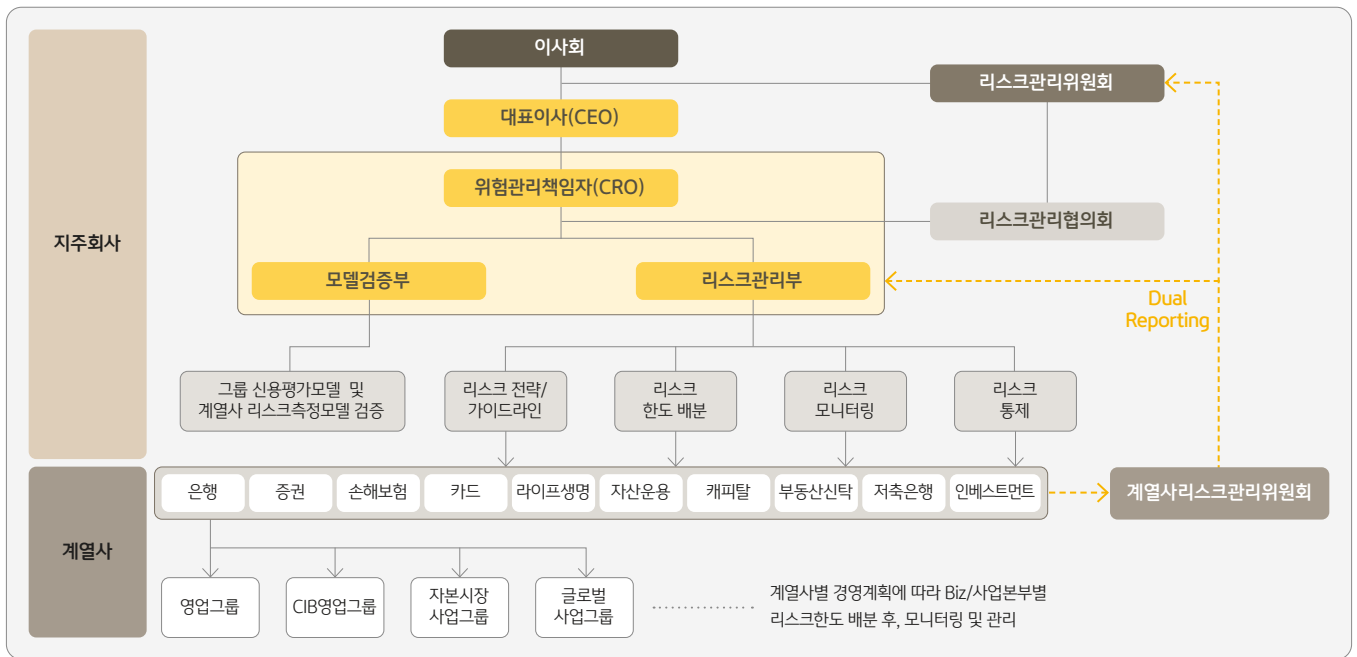 이사회
리스크관리위원회
대표이사(CEO)
위험관리책임자(CRO)
리스크관리협의회
지주회사
모델검증부
리스크관리부
Dual
Reporting
그룹 신용평가모델 및
계열사 리스크측정모델 검증
리스크 전략/
가이드라인
리스크
한도 배분
리스크
모니터링
리스크
통제
은행
증권
손해보험
카드
라이프생명
자산운용
캐피탈
부동산신탁
저축은행
인베스트먼트
계열사리스크관리위원회
계열사
영업그룹
CIB영업그룹
자본시장
사업그룹
글로벌
사업그룹
계열사별 경영계획에 따라 Biz/사업본부별
리스크한도 배분 후, 모니터링 및 관리